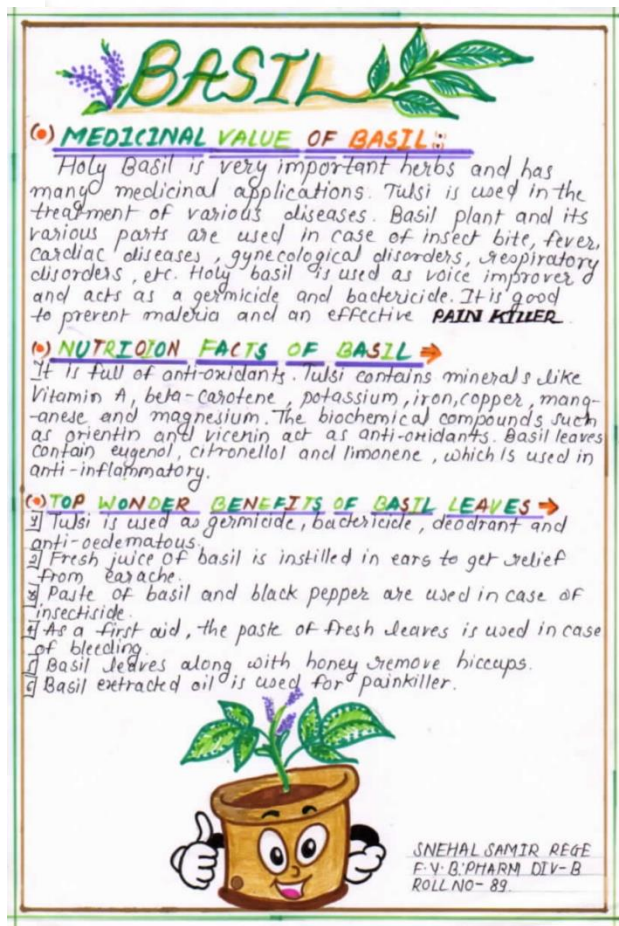 BASIL
MEDICINAL VALUE OF BASIL:
Holy Basil is very important herbs and has
many medicinal applications. Tulsi is used in the
treatment of various diseases. Basil plant and its
various parts are used in case of insect bite, fever,
cardiac diseases, gynecological disorders, respiratory
disorders, etc. Holy basil is used as voice improver
and acts as a germicide and bactericide. It is good
to prevent maleria and an effective PAIN KILLER
NUTRIOION FACTS OF BASIL
It is full of anti-oxidants. Tulsi contains minerals like
Vitamin A, beta-carotene, potassium, iron, copper, mang-
-anese and magnesium. The biochemical compounds such
as orientin and vicenin act as anti-oxidants. Basil leaves
contain eugenol, citronellol and limonene, which is used in
anti-inflammatory.
TOP WONDER BENEFITS OF BASIL LEAVES
Tulsi is used as germicide, bactericide, deodrant and
anti-oedematous.
Fresh juice of basil is instilled in ears to get relief
from earache.
Paste of basil and black pepper are used in case of
insectiside.
As a first aid, the paste of fresh leaves is used in case
of bleeding.
Basil leaves along with honey remove hiccups.
Basil extracted oil is used for painkiller.
SNEHAL SAMIR REGE
F.Y.B.PHARM DIV-B
ROLL NO- 89